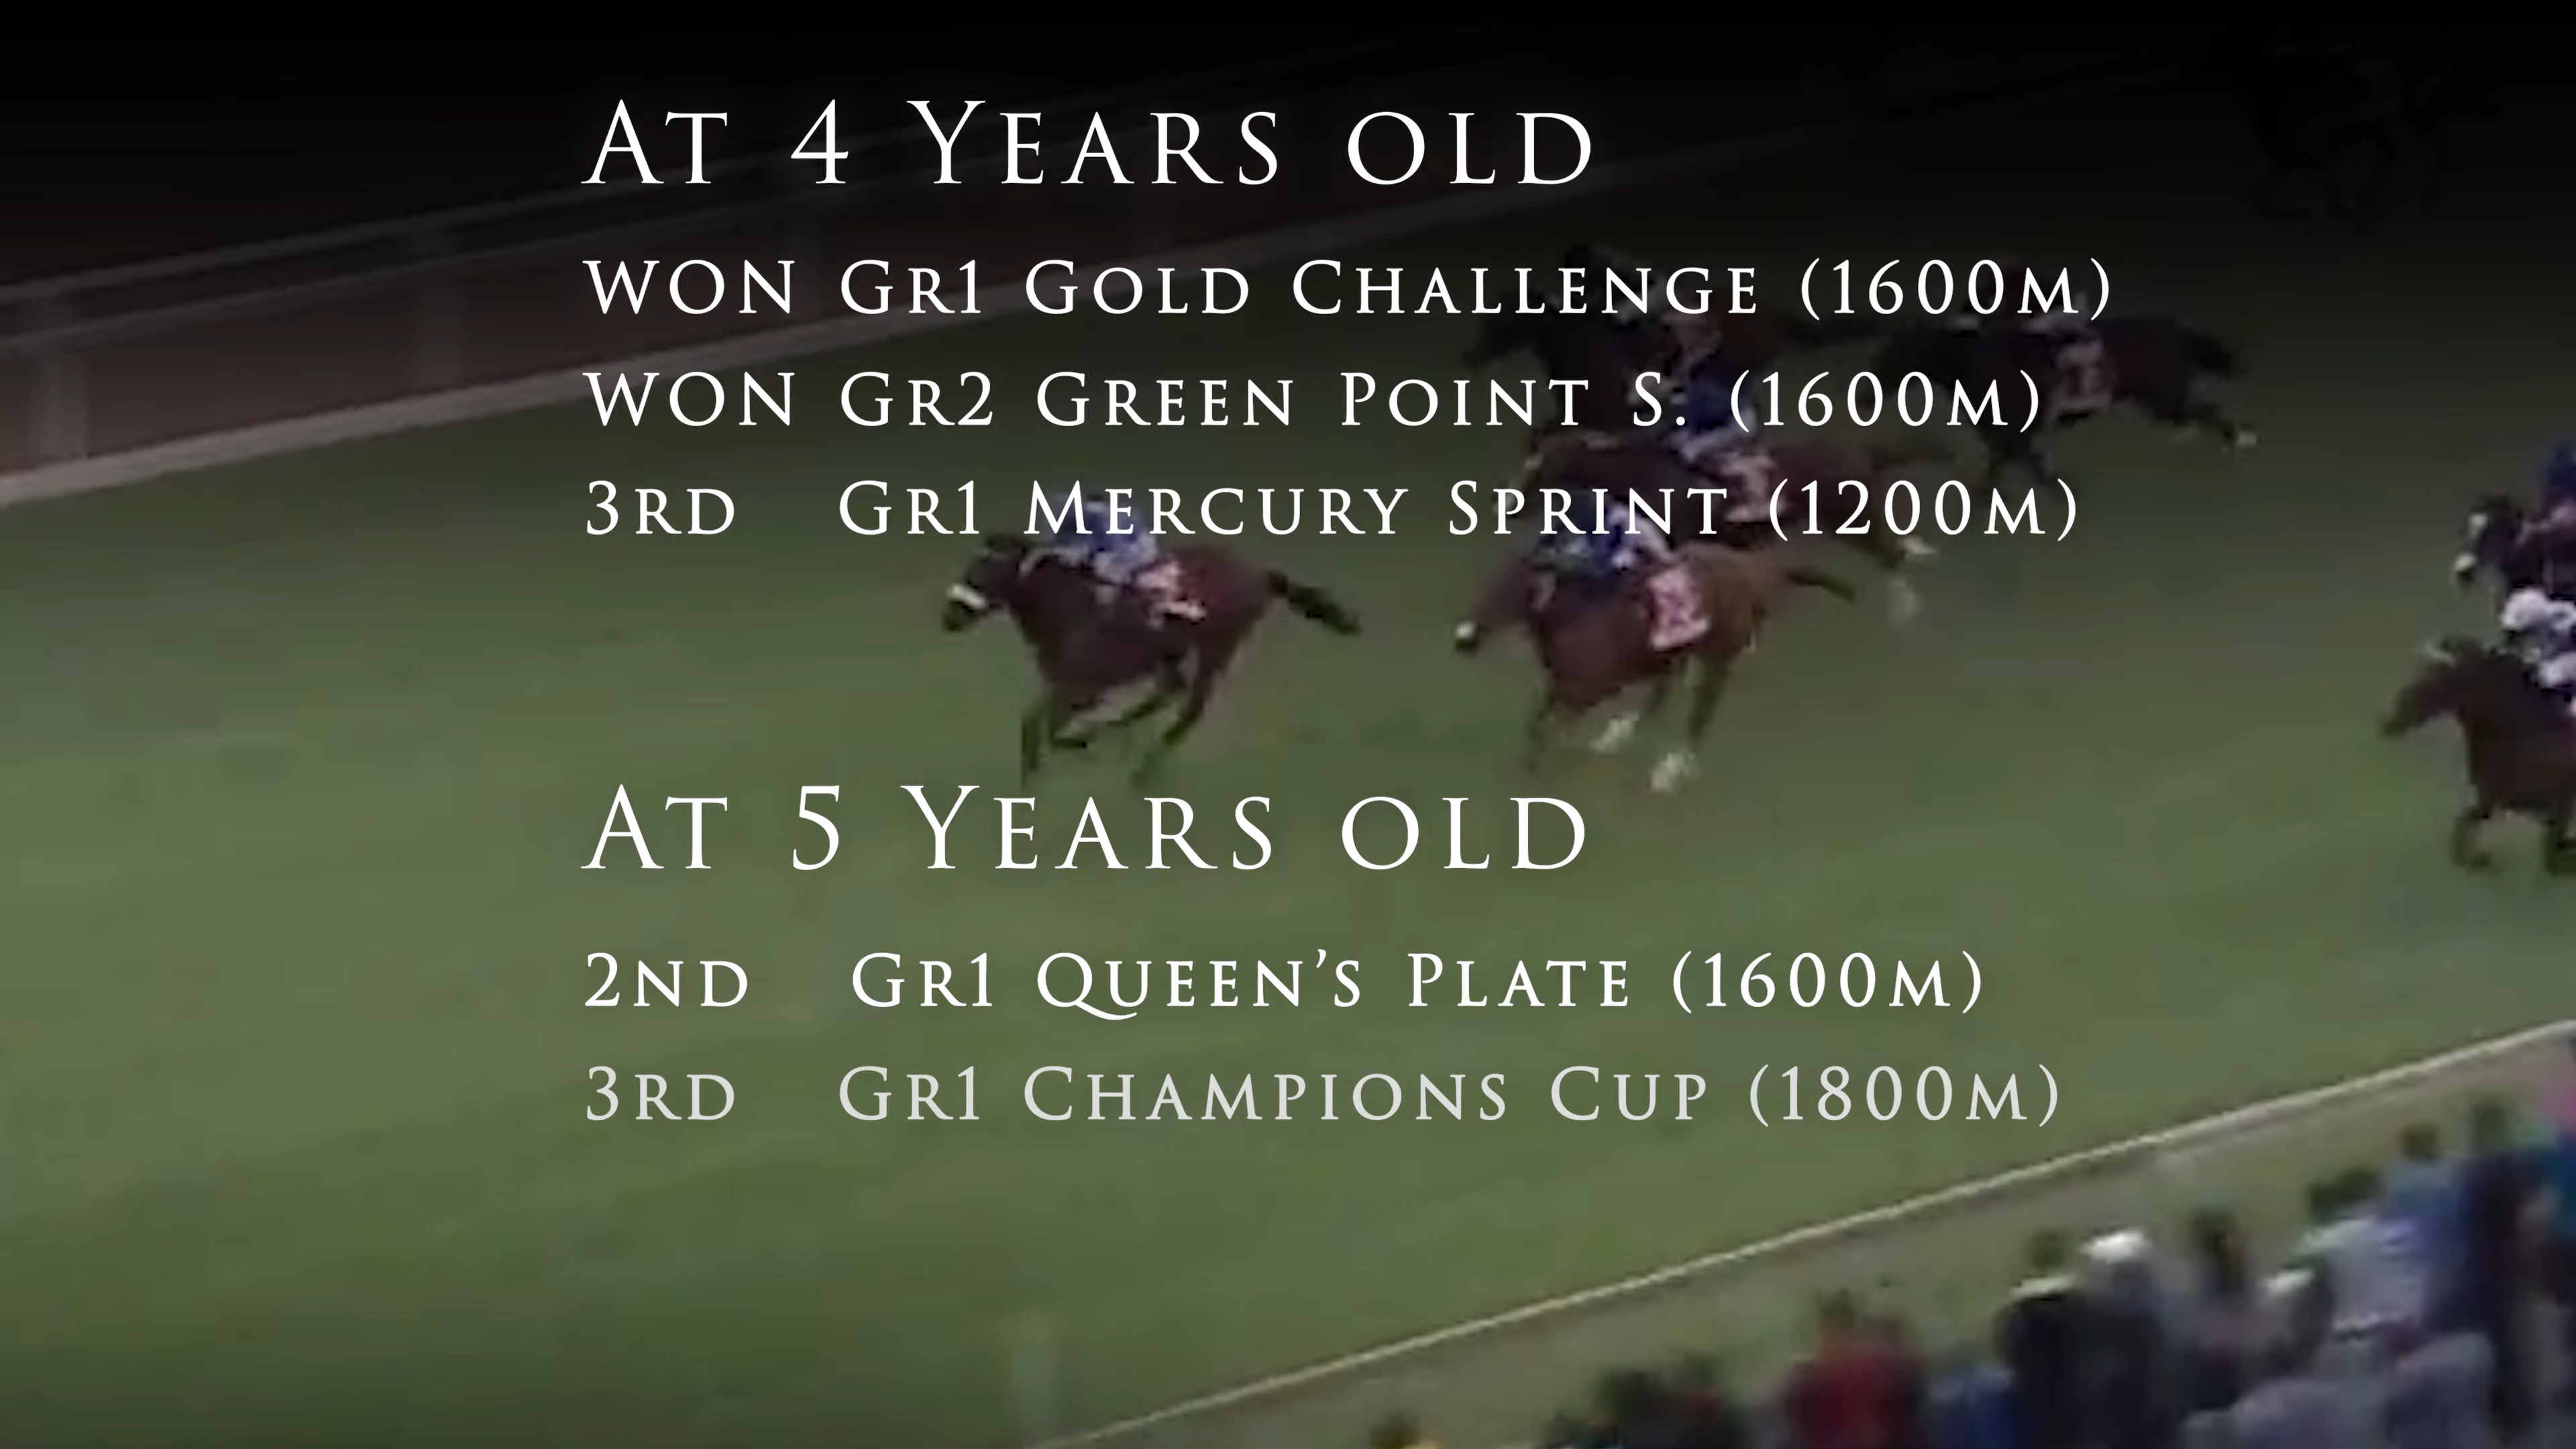 At 4 Years old
won Gr1 Gold Challenge (1600m)
won Gr2 Green Point S. (1600m)
3rd Gr1 Mercury Sprint (1200m)
At 5 Years old
2nd Gr1 Queen’s Plate (1600m)
3rd Gr1 Champions Cup (1800m)